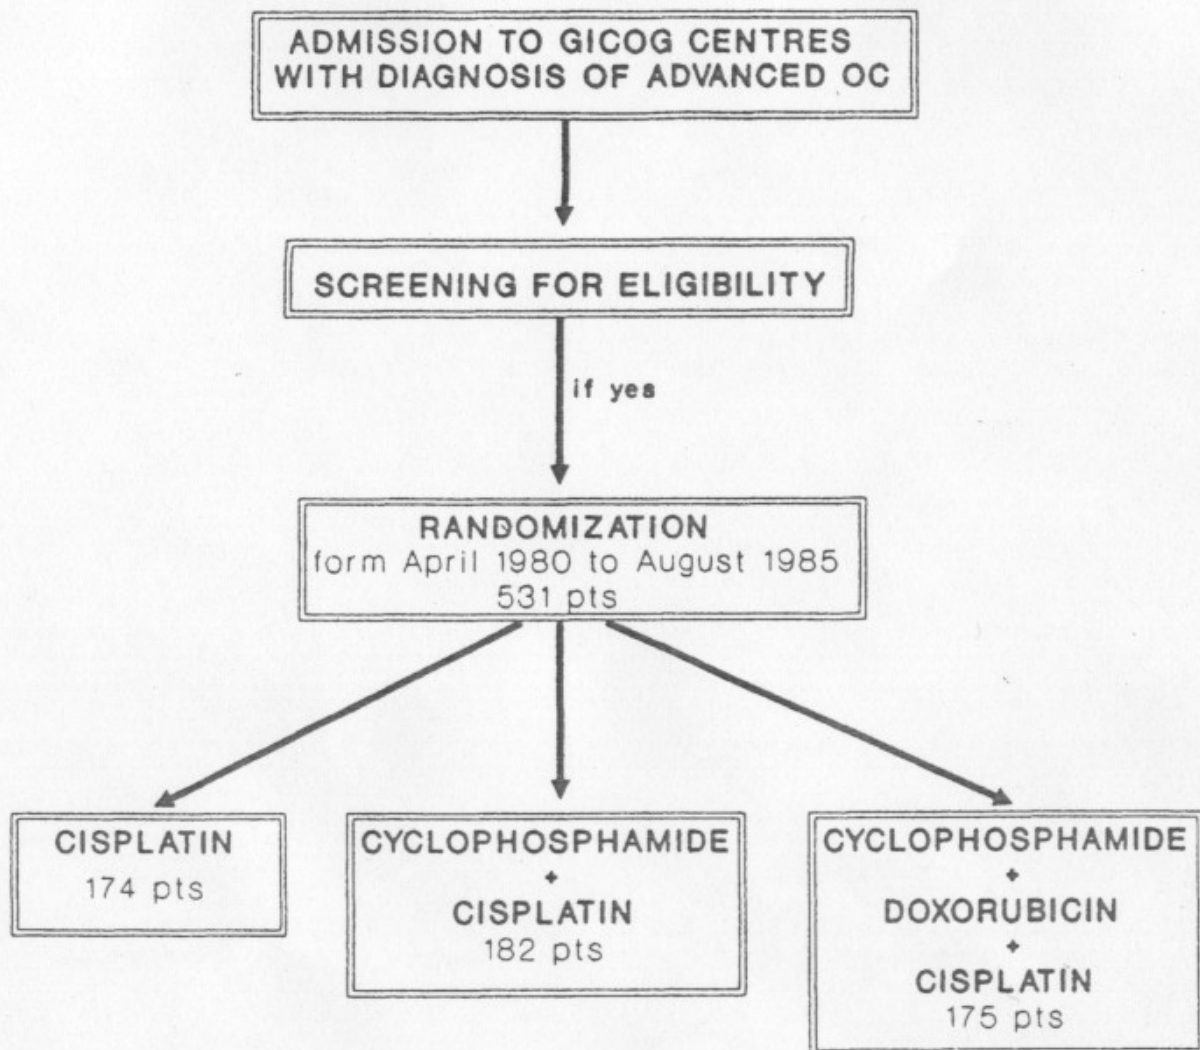 ADMISSION TO GICOG CENTRES
WITH DIAGNOSIS OF ADVANCED OC
SCREENING FOR ELIGIBILITY
if yes
RANDOMIZATION
form April 1980 to August 1985
531 pts
CISPLATIN
174 pts
CYCLOPHOSPHAMIDE
+
CISPLATIN
182 pts
CYCLOPHOSPHAMIDE
+
DOXORUBICIN
+
CISPLATIN
175 pts